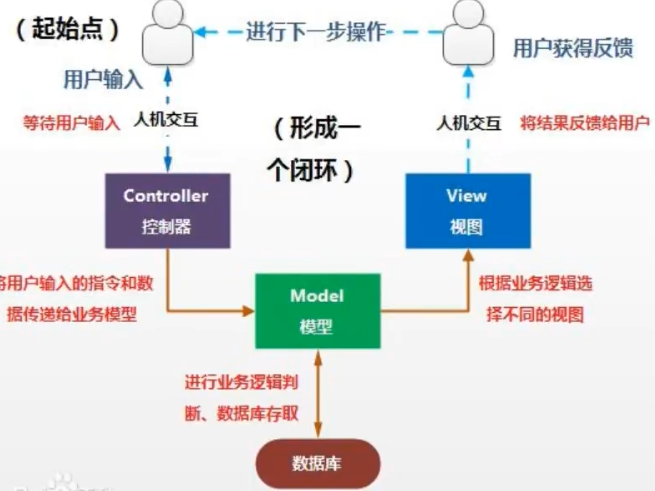 （起始点）
进行下一步操作
用户输入
用户获得反馈
等待用户输入
人机交互
（形成一
个闭环）
人机交互
将结果反馈给用户
Controller
控制器
View
视图
将用户输入的指令和数
据传递给业务模型
Model
模型
根据业务逻辑选
择不同的视图
进行业务逻辑判
断、数据库存取
数据库